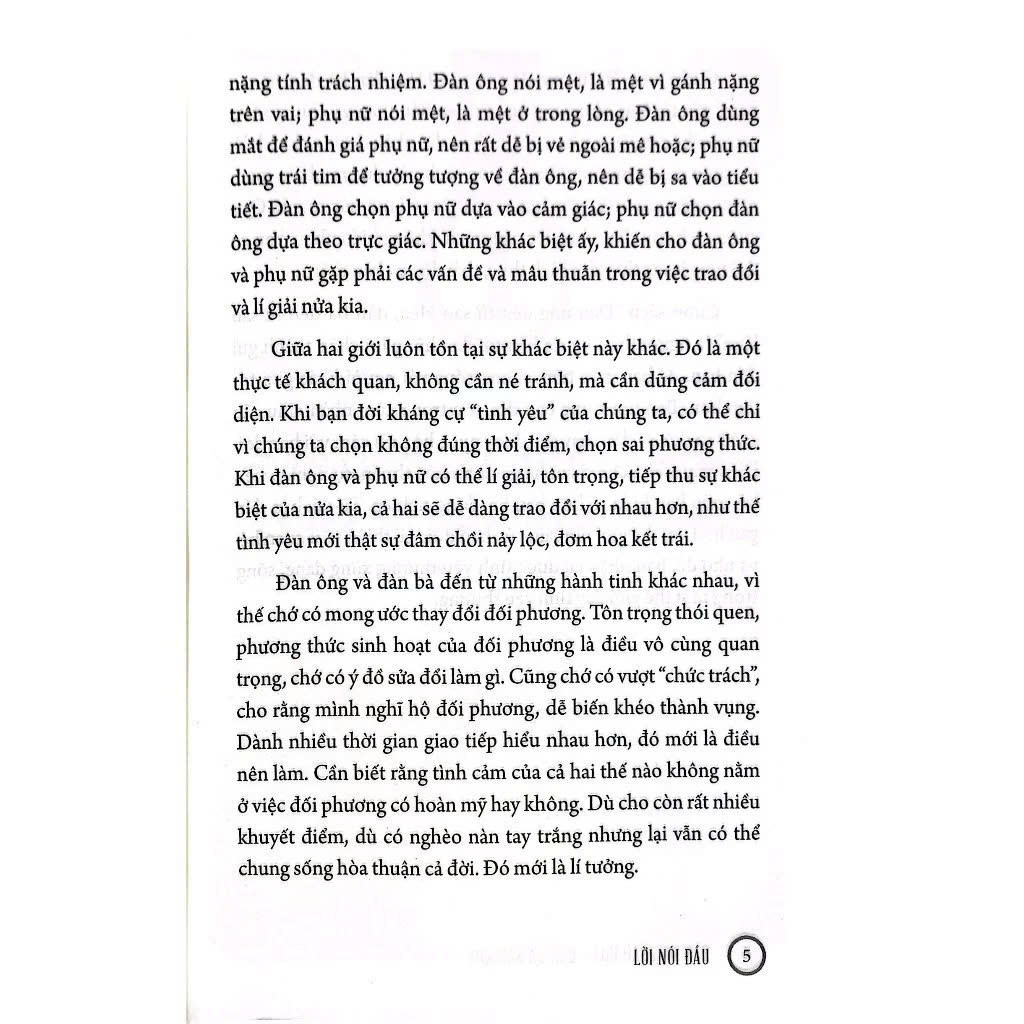 nặng tính trách nhiệm. Đàn ông nói mệt, là mệt vì gánh nặng
trên vai; phụ nữ nói mệt, là mệt ở trong lòng. Đàn ông dùng
mắt để đánh giá phụ nữ, nên rất dễ bị vẻ ngoài mê hoặc; phụ nữ
dùng trái tim để tưởng tượng về đàn ông, nên dễ bị sa vào tiểu
tiết. Đàn ông chọn phụ nữ dựa vào cảm giác; phụ nữ chọn đàn
ông dựa theo trực giác. Những khác biệt ấy, khiến cho đàn ông
và phụ nữ gặp phải các vấn đề và mâu thuẫn trong việc trao đổi
và lí giải nửa kia.
Giữa hai giới luôn tồn tại sự khác biệt này khác. Đó là một
thực tế khách quan, không cần né tránh, mà cần dũng cảm đối
diện. Khi bạn đời kháng cự “tình yêu” của chúng ta, có thể chỉ
vì chúng ta chọn không đúng thời điểm, chọn sai phương thức.
Khi đàn ông và phụ nữ có thể lí giải, tôn trọng, tiếp thu sự khác
biệt của nửa kia, cả hai sẽ dễ dàng trao đổi với nhau hơn, như thế
tình yêu mới thật sự đâm chồi nảy lộc, đơm hoa kết trái.
Đàn ông và đàn bà đến từ những hành tinh khác nhau, vì
thế chớ có mong ước thay đổi đối phương. Tôn trọng thói quen,
phương thức sinh hoạt của đối phương là điều vô cùng quan
trọng, chớ có ý đồ sửa đổi làm gì. Cũng chớ có vượt “chức trách”,
cho rằng mình nghĩ hộ đối phương, dễ biến khéo thành vụng.
Dành nhiều thời gian giao tiếp hiểu nhau hơn, đó mới là điều
nên làm. Cần biết rằng tình cảm của cả hai thế nào không nằm
ở việc đối phương có hoàn mỹ hay không. Dù cho còn rất nhiều
khuyết điểm, dù có nghèo nàn tay trắng nhưng lại vẫn có thể
chung sống hòa thuận cả đời. Đó mới là lí tưởng.
LỜI NÓI ĐẦU 5